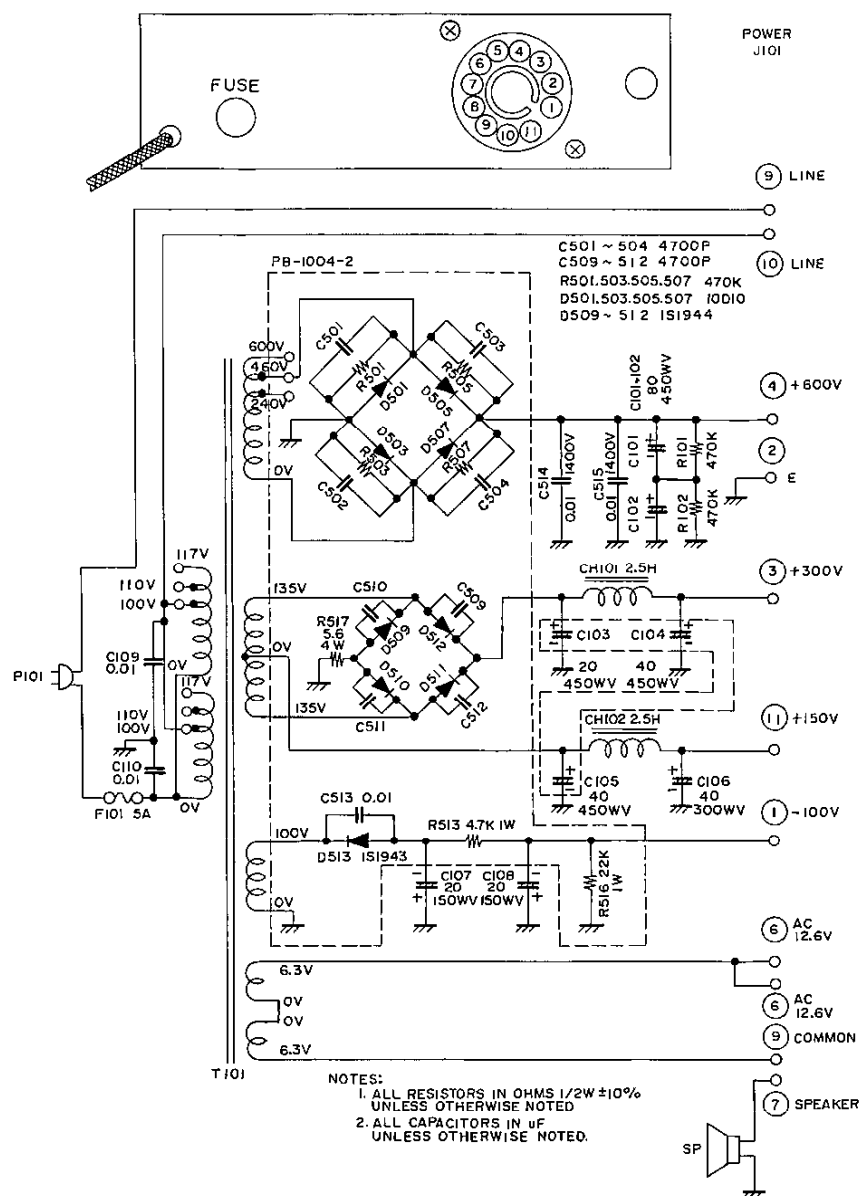 POWER
J101
FUSE
5 4
6 3
7 2
8 1
9 10 11
9 LINE
C501 ~ 504 4700P
C509 ~ 512 4700P
R501.503.505.507 470K
D501.503.505.507 10D10
D509 ~ 512 1S1944
10 LINE
PB-1004-2
600V
460V
240V
0V
C501
R501
D501
C503
R505
D505
D503
R503
C502
D507
R507
C504
C101,102
80
450WV
4 +600V
C514
0.01
1400V
C515
0.01
1400V
C101
R101
470K
C102
R102
470K
2
E
117V
110V
100V
C109
0.01
0V
P101
117V
110V
100V
C110
0.01
0V
F101 5A
135V
0V
135V
R517
5.6
4W
C510
C509
D509
D512
D510
D511
C511
C512
CH101 2.5H
3 +300V
C103
C104
20
450WV
40
450WV
CH102 2.5H
11 +150V
C105
40
450WV
C106
40
300WV
1 -100V
C513 0.01
100V
D513 1S1943
R513 4.7K 1W
C107
20
150WV
C108
20
150WV
R516 22K
1W
0V
6 AC
12.6V
6.3V
0V
0V
6.3V
6 AC
12.6V
9 COMMON
T101
7 SPEAKER
SP
NOTES:
1. ALL RESISTORS IN OHMS 1/2W ±10%
UNLESS OTHERWISE NOTED
2. ALL CAPACITORS IN uF
UNLESS OTHERWISE NOTED.